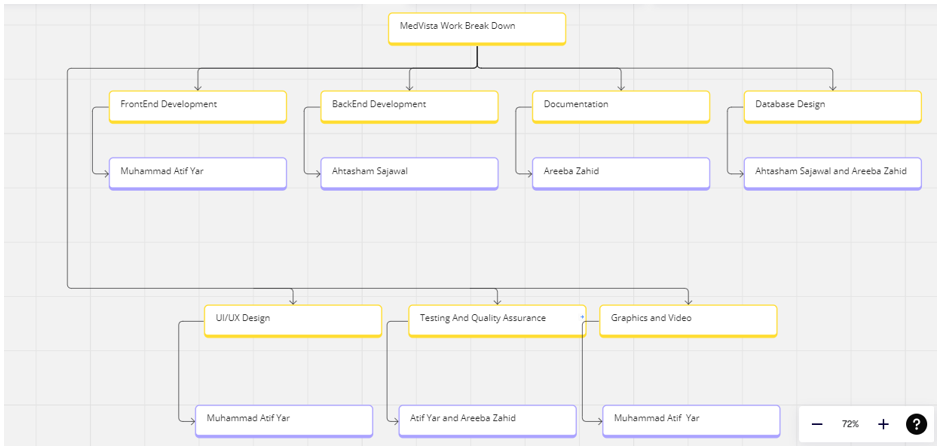 MedVista Work Break Down
FrontEnd Development
BackEnd Development
Documentation
Database Design
Muhammad Atif Yar
Ahtasham Sajawal
Areeba Zahid
Ahtasham Sajawal and Areeba Zahid
UI/UX Design
Testing And Quality Assurance
Graphics and Video
Muhammad Atif Yar
Atif Yar and Areeba Zahid
Muhammad Atif Yar
72%
?